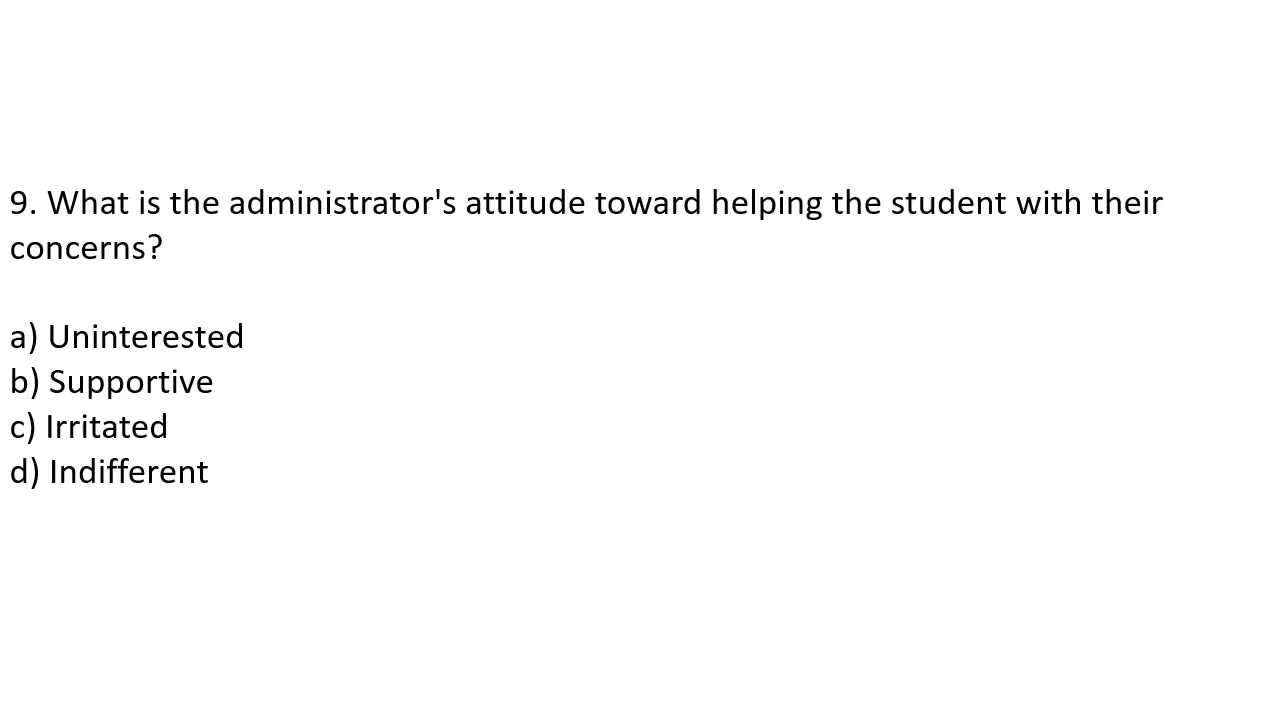 9. What is the administrator's attitude toward helping the student with their
concerns?
a) Uninterested
b) Supportive
c) Irritated
d) Indifferent